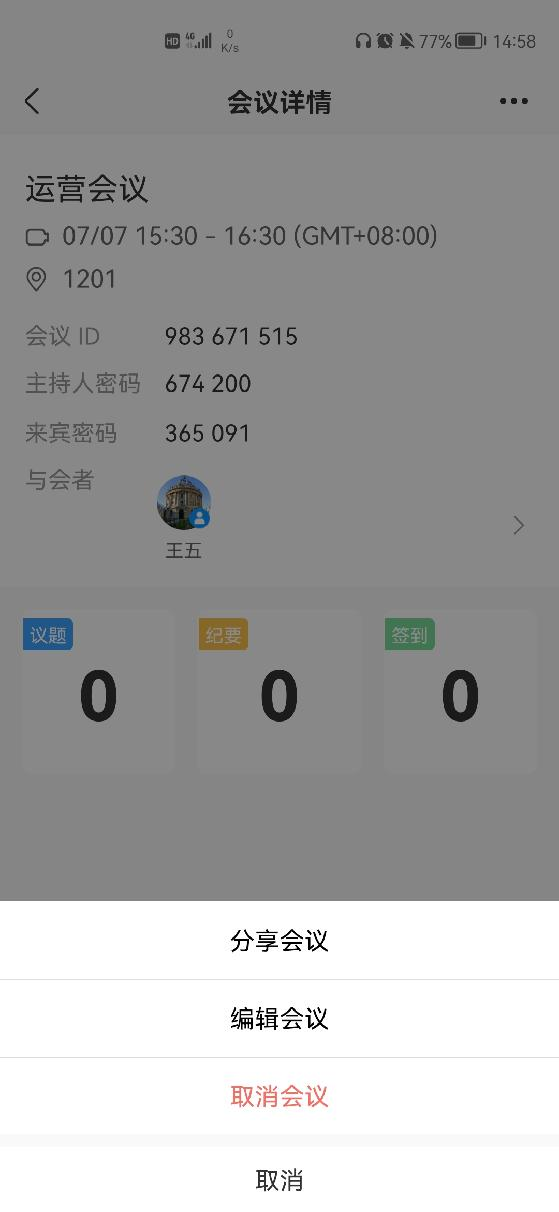 HD 4G 0 K/s 77% 14:58
会议详情
运营会议
07/07 15:30 - 16:30 (GMT+08:00)
1201
会议 ID 983 671 515
主持人密码 674 200
来宾密码 365 091
与会者
王五
议题 纪要 签到
0 0 0
分享会议
编辑会议
取消会议
取消